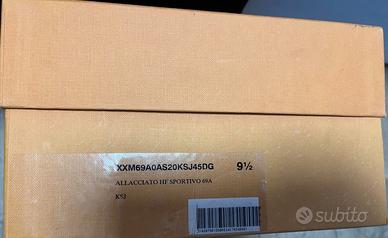 XXM69A0AS20KSJ45DG 9½
ALLACCIATO HF SPORTIVO 69A
KSJ
subito